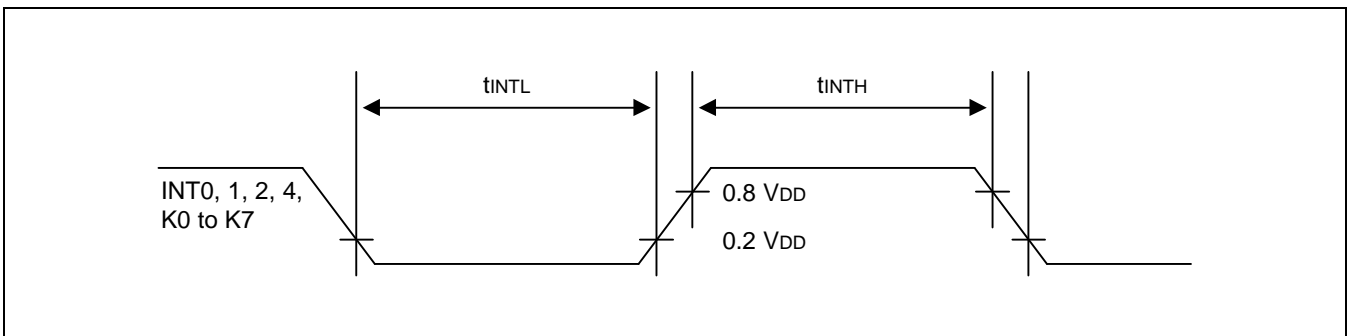 tINTL
tINTH
INT0, 1, 2, 4,
K0 to K7
0.8 VDD
0.2 VDD